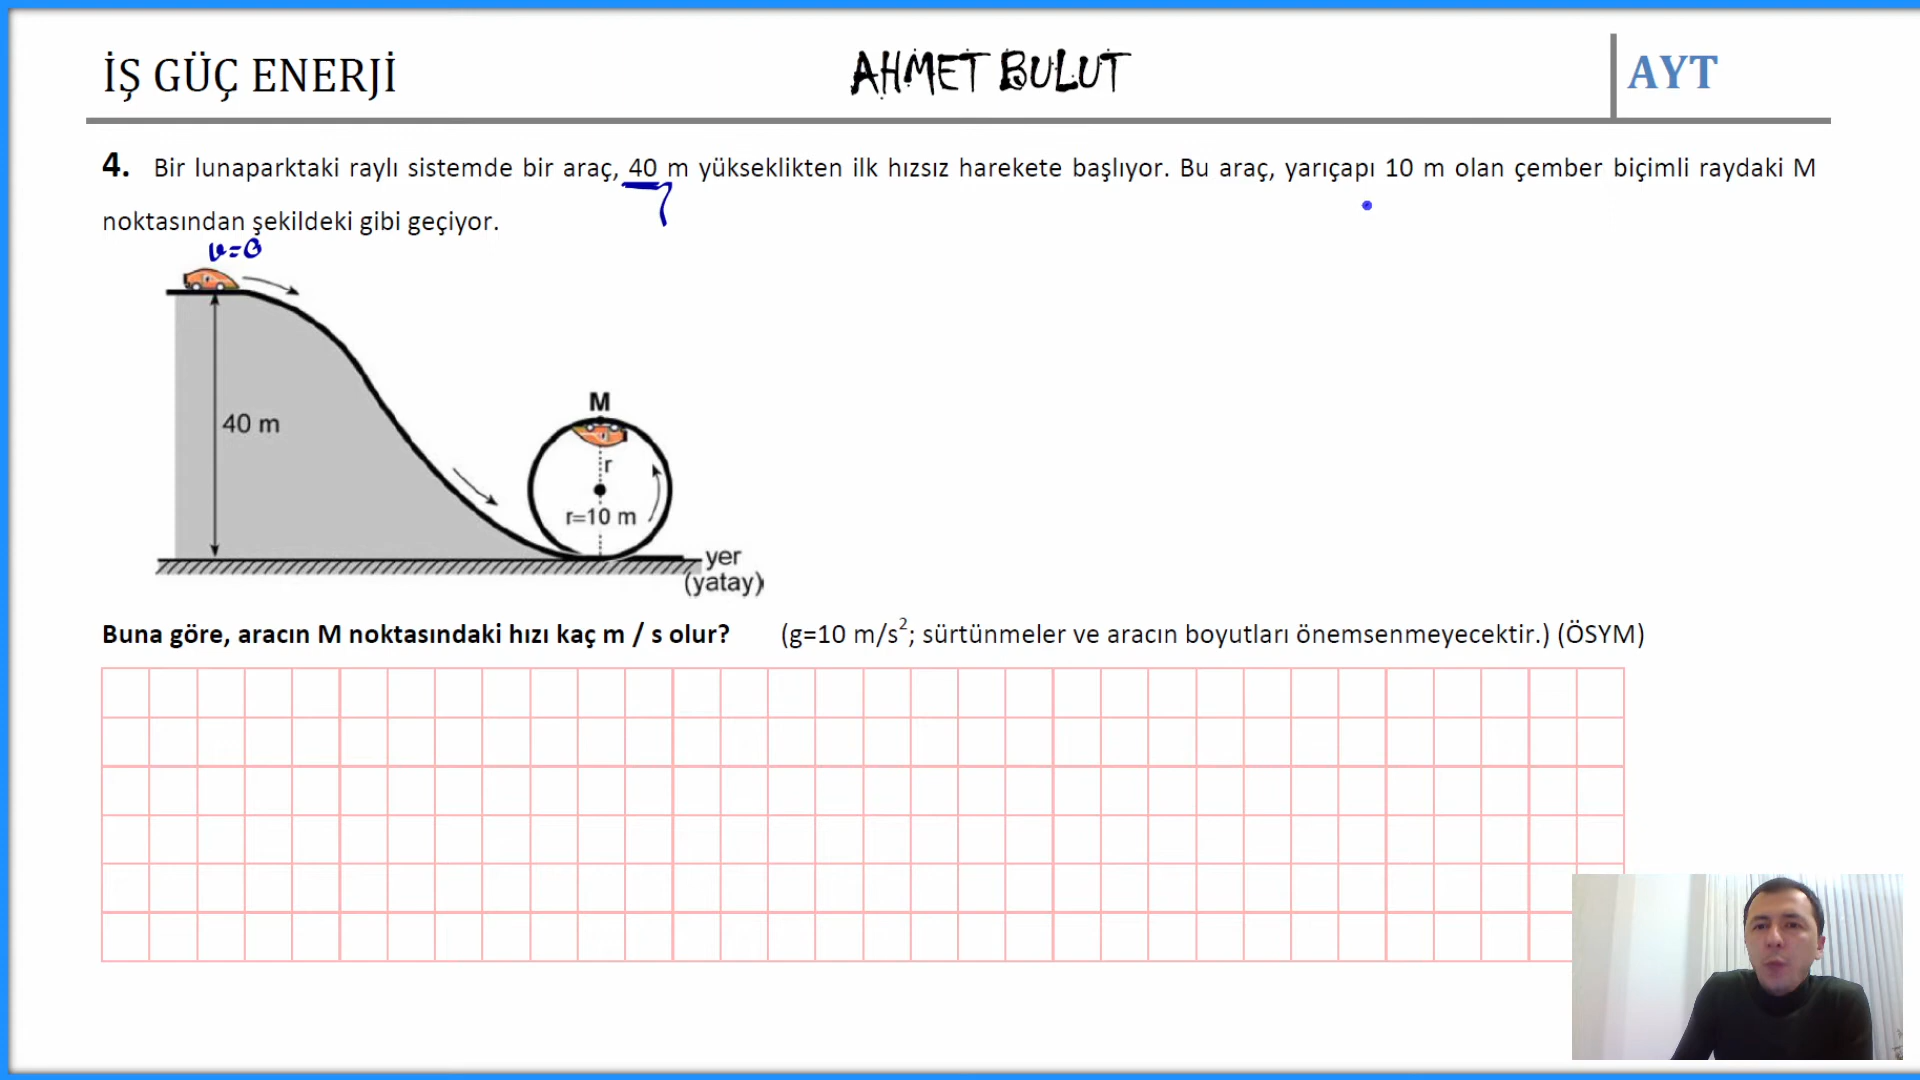 İŞ GÜÇ ENERJİ
AHMET BULUT
AYT
4. Bir lunaparktaki raylı sistemde bir araç, 40 m yükseklikten ilk hızsız harekete başlıyor. Bu araç, yarıçapı 10 m olan çember biçimli raydaki M
noktasından şekildeki gibi geçiyor.
v=0
40 m
M
r
r=10 m
yer
(yatay)
Buna göre, aracın M noktasındaki hızı kaç m / s olur? (g=10 m/s²; sürtünmeler ve aracın boyutları önemsenmeyecektir.) (ÖSYM)